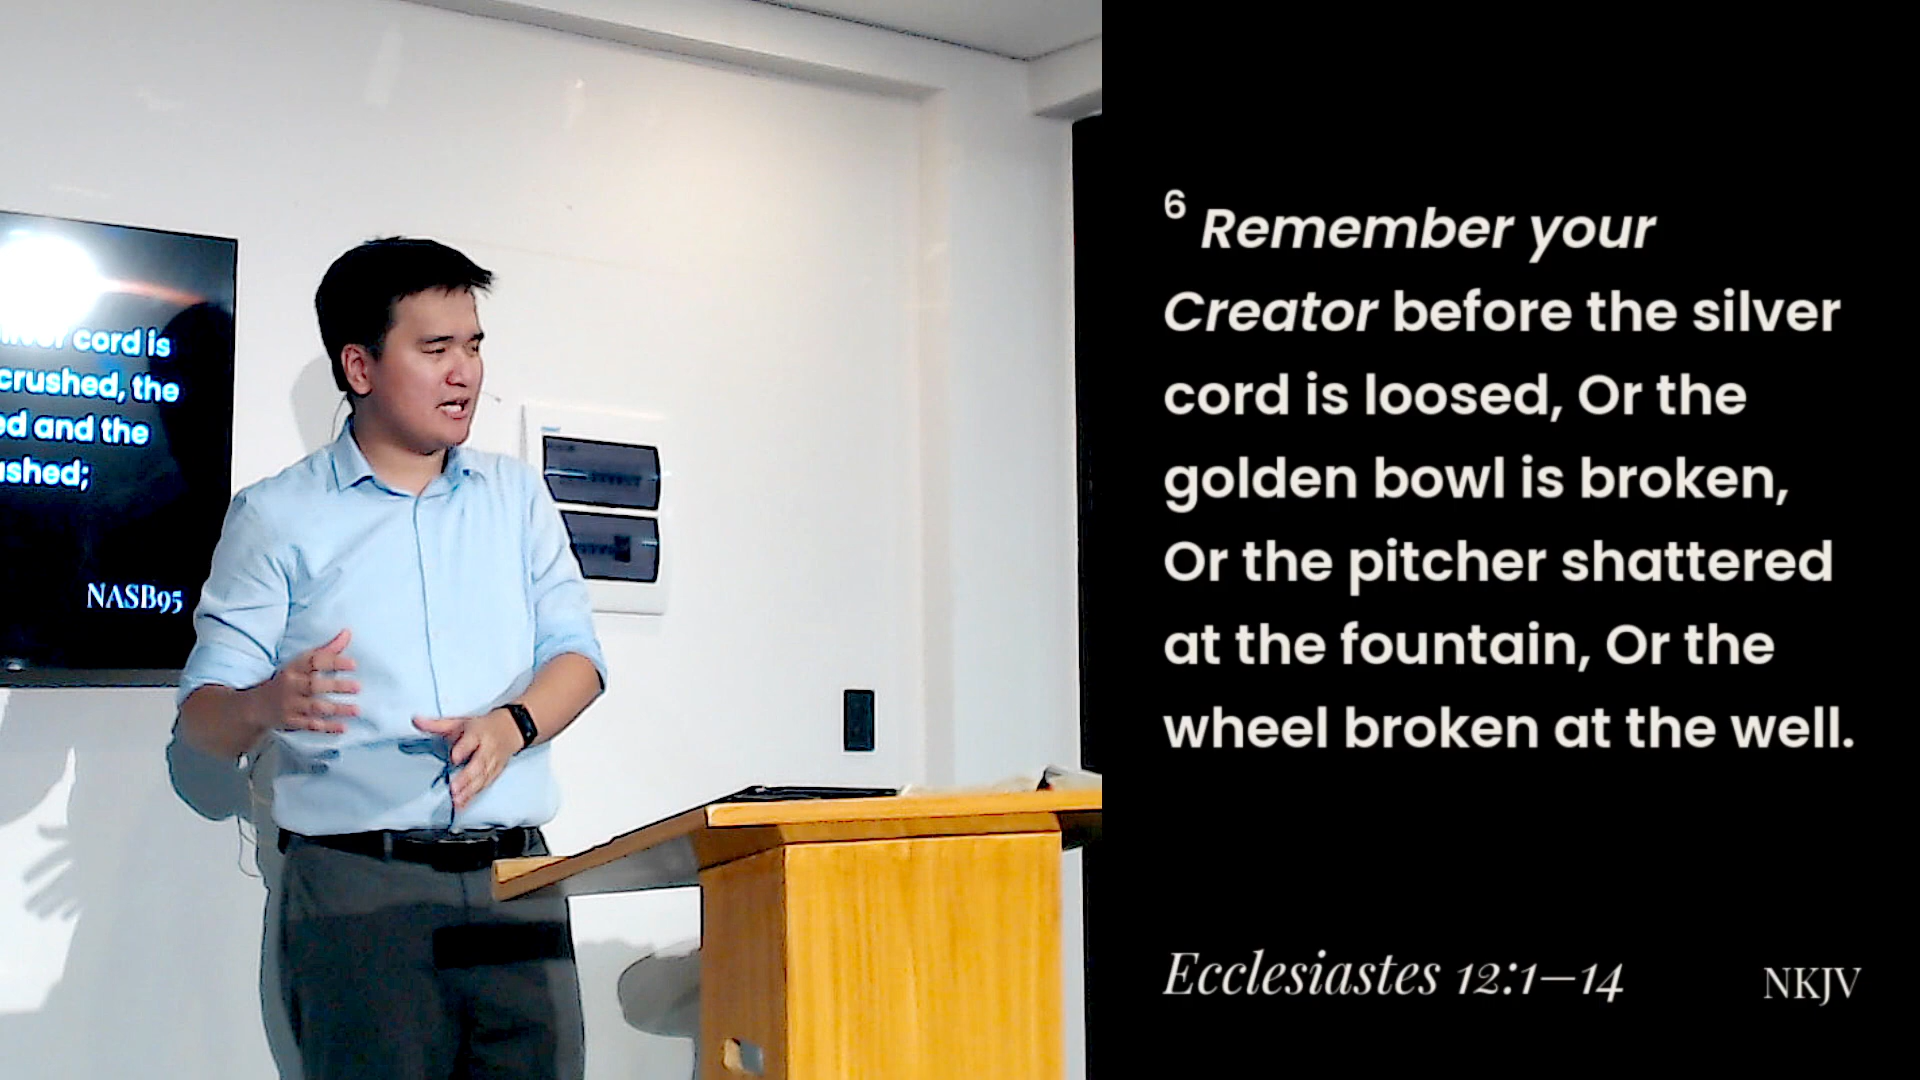 cord is
crushed, the
ed and the
ushed;
NASB95
6 Remember your
Creator before the silver
cord is loosed, Or the
golden bowl is broken,
Or the pitcher shattered
at the fountain, Or the
wheel broken at the well.
Ecclesiastes 12:1–14
NKJV